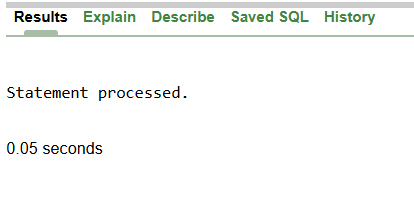 Results Explain Describe Saved SQL History
Statement processed.
0.05 seconds